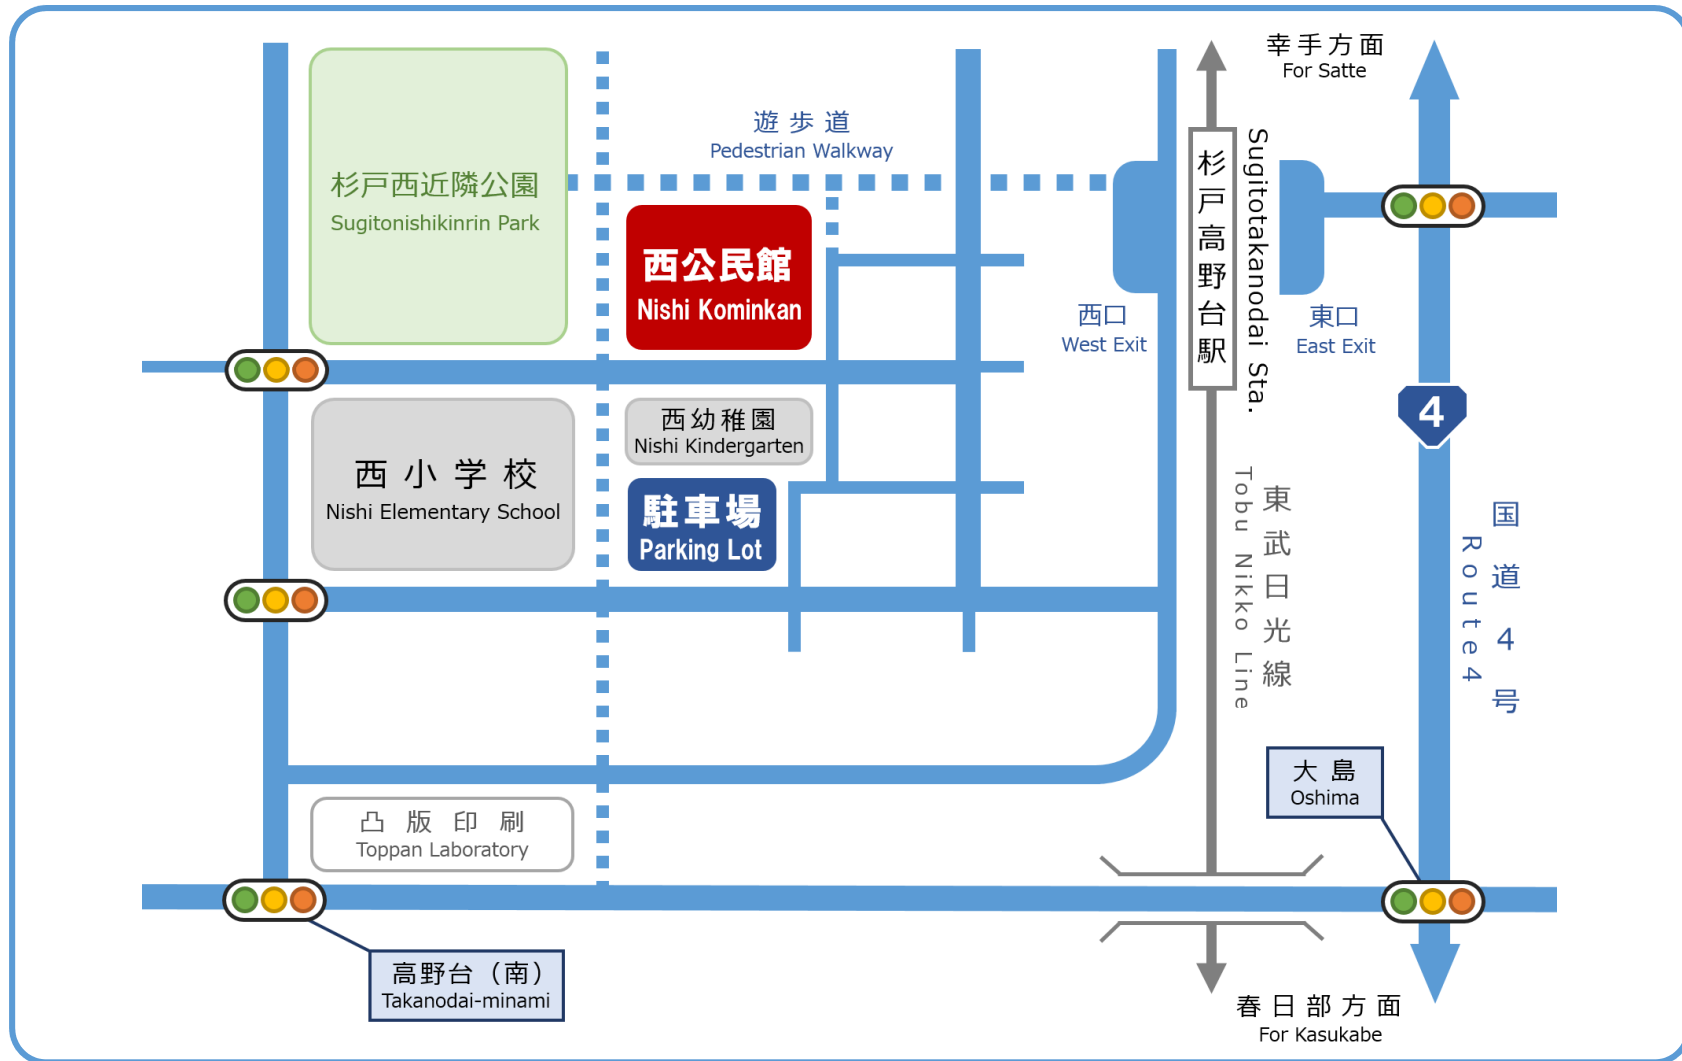 幸手方面
For Satte
遊歩道
Pedestrian Walkway
杉戸西近隣公園
Sugitonishikinrin Park
西公民館
Nishi Kominkan
杉戸高野台駅
Sugitotakanodai Sta.
西口
West Exit
東口
East Exit
4
西幼稚園
Nishi Kindergarten
西小学校
Nishi Elementary School
駐車場
Parking Lot
東武日光線
Tobu Nikko Line
国道4号
Route4
大島
Oshima
凸版印刷
Toppan Laboratory
高野台（南）
Takanodai-minami
春日部方面
For Kasukabe